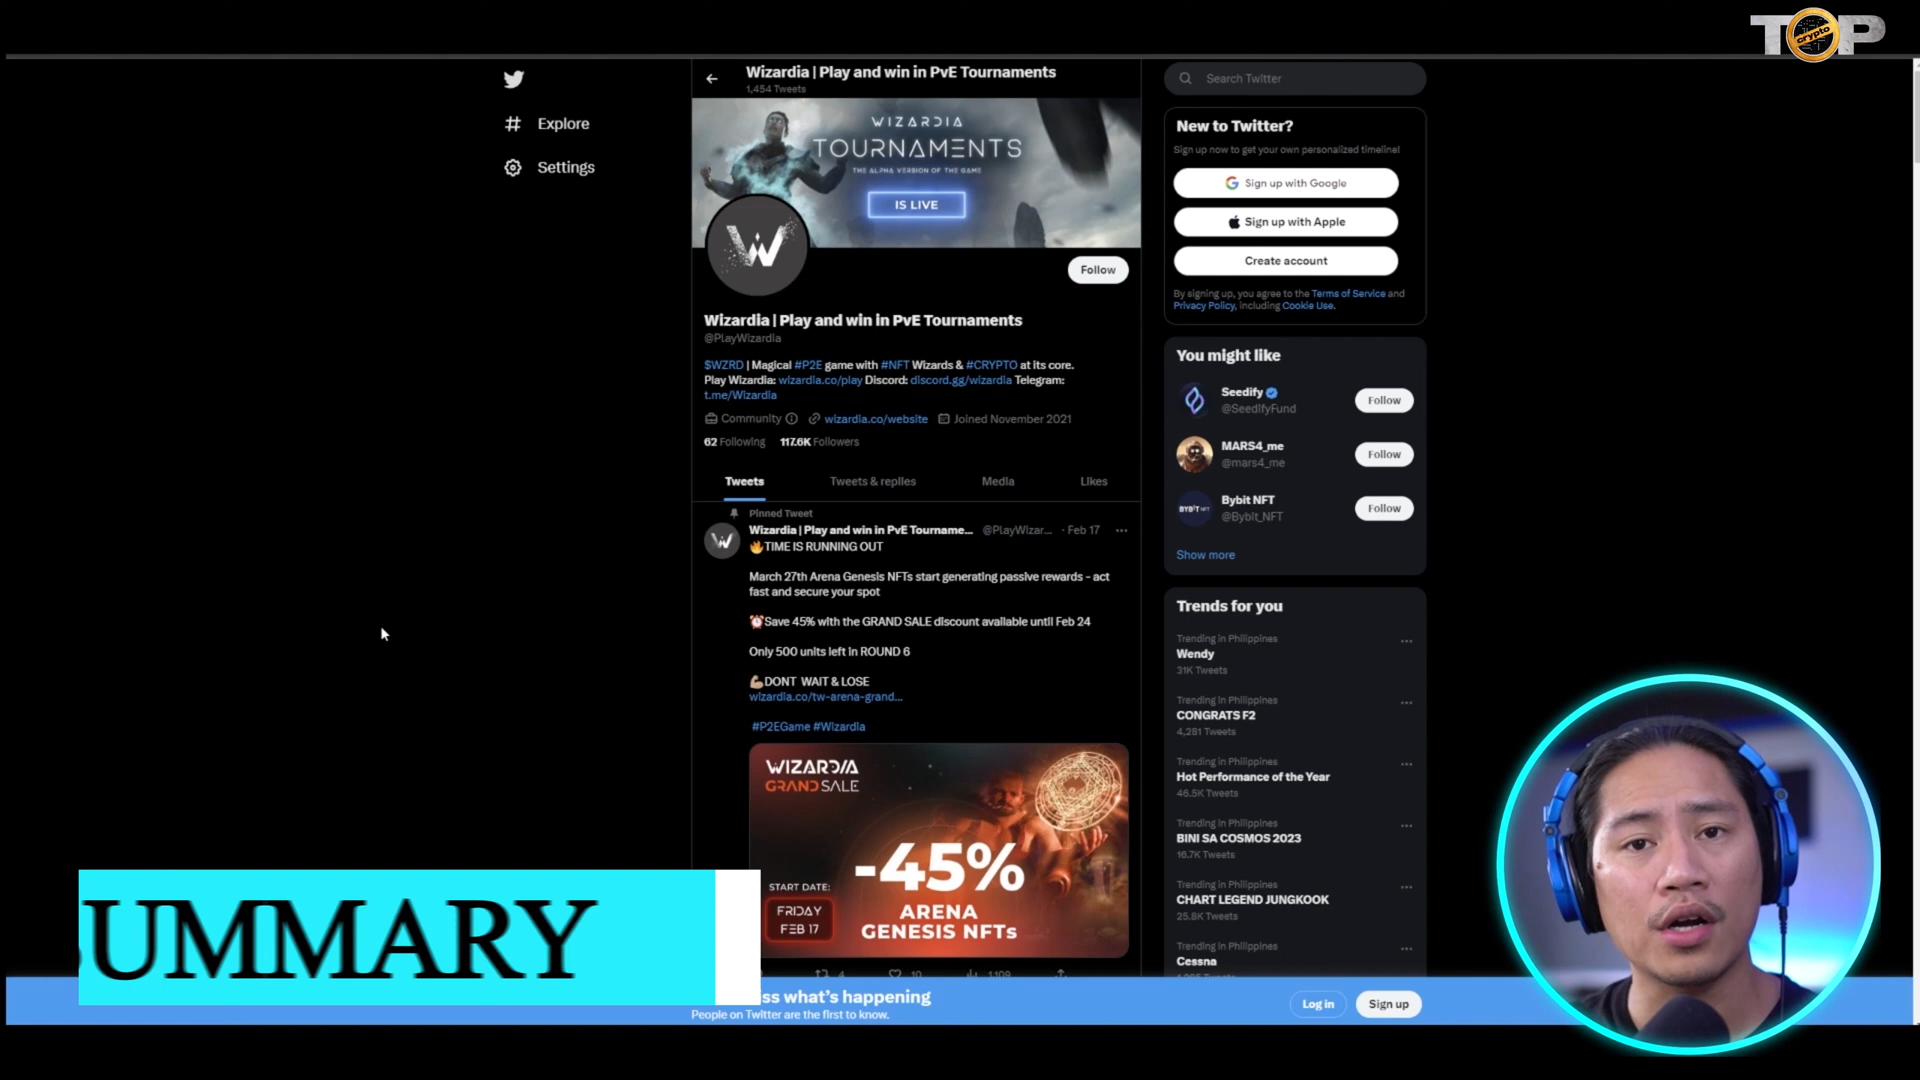 TOP
crypto
Wizardia | Play and win in PvE Tournaments
1,454 Tweets
Search Twitter
Explore
Settings
WIZARDIA
TOURNAMENTS
THE ALPHA VERSION OF THE GAME
IS LIVE
W
Follow
Wizardia | Play and win in PvE Tournaments
@PlayWizardia
$WZRD | Magical #P2E game with #NFT Wizards & #CRYPTO at its core.
Play Wizardia: wizardia.co/play Discord: discord.gg/wizardia Telegram:
t.me/Wizardia
Community wizardia.co/website Joined November 2021
62 Following 117.6K Followers
Tweets Tweets & replies Media Likes
Pinned Tweet
Wizardia | Play and win in PvE Tourname... @PlayWizar... · Feb 17
🔥TIME IS RUNNING OUT
March 27th Arena Genesis NFTs start generating passive rewards - act
fast and secure your spot
⏰Save 45% with the GRAND SALE discount available until Feb 24
Only 500 units left in ROUND 6
💪🏼DONT WAIT & LOSE
wizardia.co/tw-arena-grand...
#P2EGame #Wizardia
WIZARDIA
GRAND SALE
-45%
START DATE:
FRIDAY
FEB 17
ARENA
GENESIS NFTs
4 10 1,109
New to Twitter?
Sign up now to get your own personalized timeline!
Sign up with Google
Sign up with Apple
Create account
By signing up, you agree to the Terms of Service and
Privacy Policy, including Cookie Use.
You might like
Seedify
@SeedifyFund
Follow
MARS4_me
@mars4_me
Follow
BYBIT NFT
Bybit NFT
@Bybit_NFT
Follow
Show more
Trends for you
Trending in Philippines
Wendy
31K Tweets
Trending in Philippines
CONGRATS F2
4,281 Tweets
Trending in Philippines
Hot Performance of the Year
46.5K Tweets
Trending in Philippines
BINI SA COSMOS 2023
16.7K Tweets
Trending in Philippines
CHART LEGEND JUNGKOOK
25.8K Tweets
Trending in Philippines
Cessna
SUMMARY
iss what's happening
People on Twitter are the first to know.
Log in
Sign up